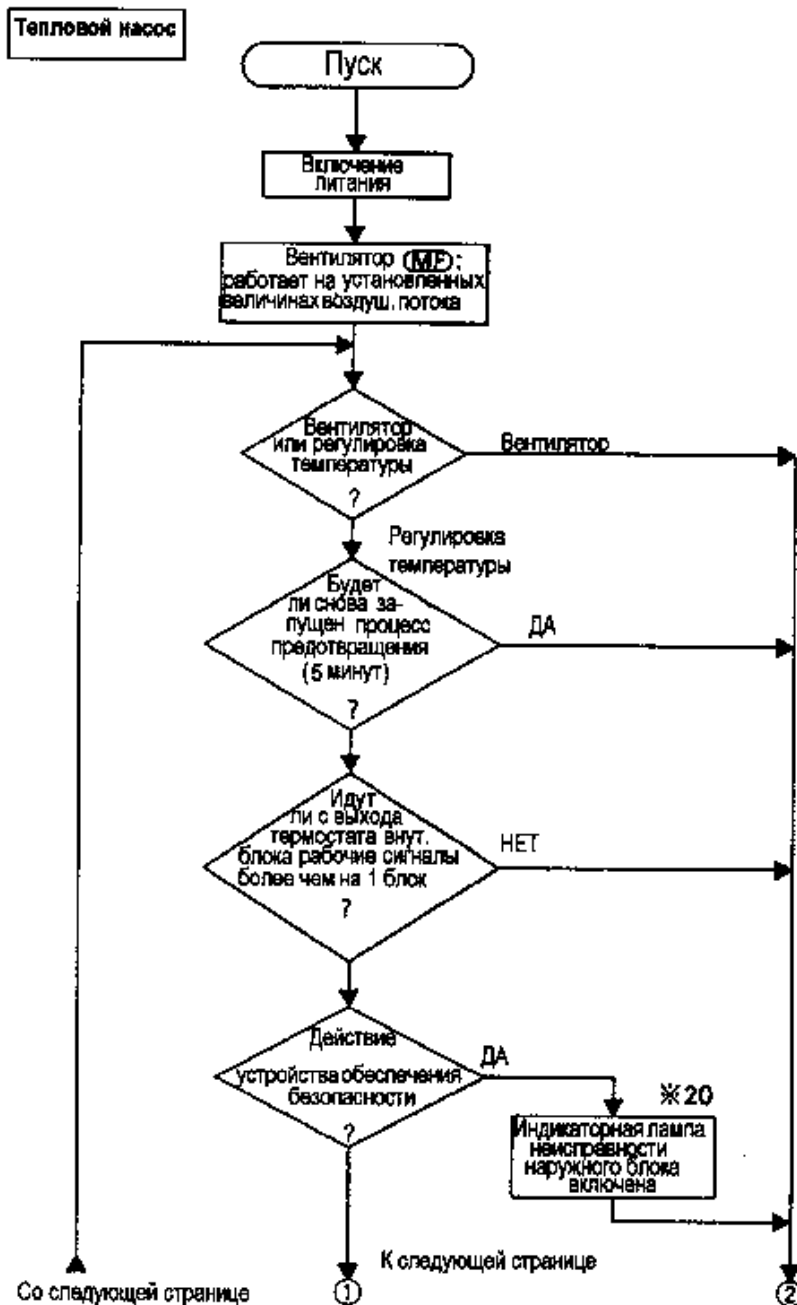 Тепловой насос
Пуск
Включение
питания
Вентилятор (MF):
работает на установленных
величинах воздуш. потока
Вентилятор
или регулировка
температуры
?
Вентилятор
Регулировка
температуры
Будет
ли снова за-
пущен процесс
предотвращения
(5 минут)
?
ДА
Идут
ли с выхода
термостата внут.
блока рабочие сигналы
более чем на 1 блок
?
НЕТ
Действие
устройства обеспечения
безопасности
?
ДА
※20
Индикаторная лампа
неисправности
наружного блока
включена
К следующей странице
Со следующей странице
1
2